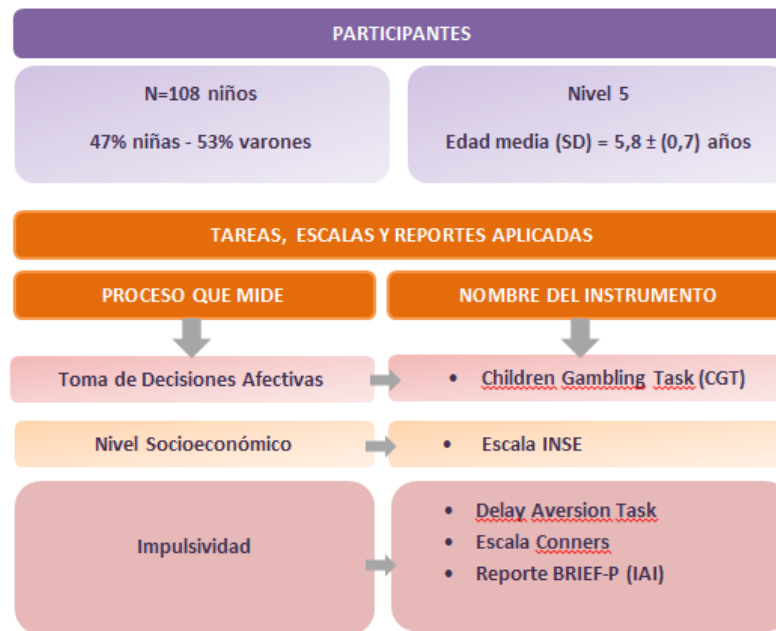 PARTICIPANTES
N=108 niños
47% niñas - 53% varones
Nivel 5
Edad media (SD) = 5,8 ± (0,7) años
TAREAS, ESCALAS Y REPORTES APLICADAS
PROCESO QUE MIDE
NOMBRE DEL INSTRUMENTO
Toma de Decisiones Afectivas
• Children Gambling Task (CGT)
Nivel Socioeconómico
• Escala INSE
Impulsividad
• Delay Aversion Task
• Escala Conners
• Reporte BRIEF-P (IAI)